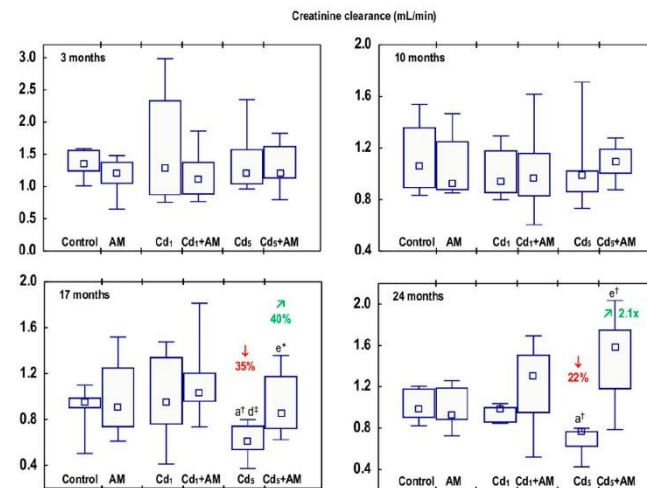 Creatinine clearance (mL/min)
3 months
3.0
2.5
2.0
1.5
1.0
0.5
0.0
Control AM Cd₁ Cd₁+AM Cd₅ Cd₅+AM
10 months
2.0
1.6
1.2
0.8
0.4
Control AM Cd₁ Cd₁+AM Cd₅ Cd₅+AM
17 months
2.0
1.6
1.2
0.8
0.4
↗
40%
e*
↓
35%
a† d‡
Control AM Cd₁ Cd₁+AM Cd₅ Cd₅+AM
24 months
2.0
1.6
1.2
0.8
0.4
e†
↗ 2.1x
↓
22%
a†
Control AM Cd₁ Cd₁+AM Cd₅ Cd₅+AM